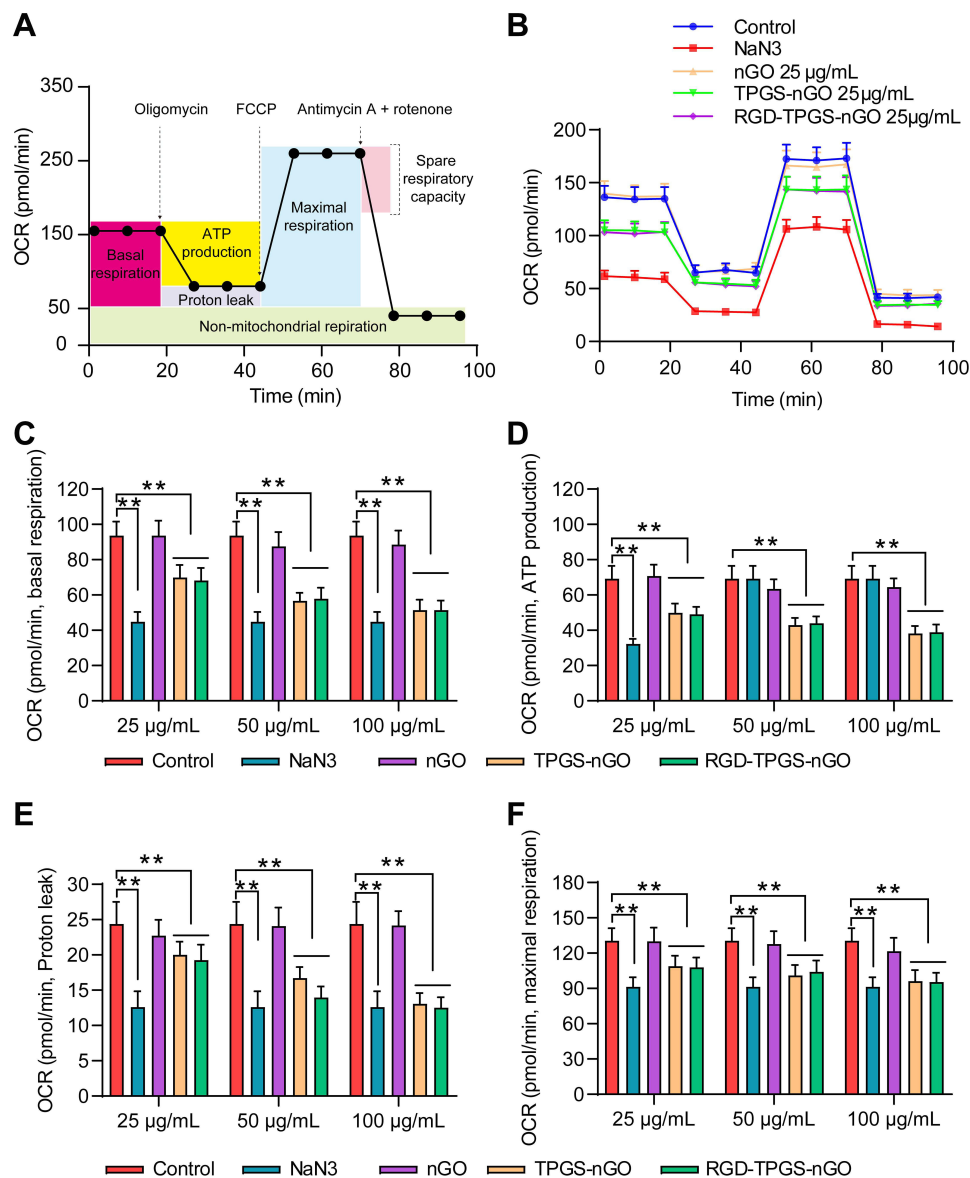 A
OCR (pmol/min)
350
250
150
50
0
0
20
40
60
80
100
Time (min)
Oligomycin
FCCP
Antimycin A + rotenone
Basal
respiration
ATP
production
Proton leak
Maximal
respiration
Spare
respiratory
capacity
Non-mitochondrial repiration
B
Control
NaN3
nGO 25 µg/mL
TPGS-nGO 25µg/mL
RGD-TPGS-nGO 25µg/mL
OCR (pmol/min)
200
150
100
50
0
0
20
40
60
80
100
Time (min)
C
OCR (pmol/min, basal respiration)
120
100
80
60
40
20
0
**
**
**
**
**
**
25 µg/mL
50 µg/mL
100 µg/mL
D
OCR (pmol/min, ATP production)
120
100
80
60
40
20
0
**
**
**
**
25 µg/mL
50 µg/mL
100 µg/mL
Control NaN3 nGO TPGS-nGO RGD-TPGS-nGO
E
OCR (pmol/min, Proton leak)
30
25
20
15
10
5
0
**
**
**
**
**
**
25 µg/mL
50 µg/mL
100 µg/mL
F
OCR (pmol/min, maximal respiration)
180
150
120
90
60
30
0
**
**
**
**
**
**
25 µg/mL
50 µg/mL
100 µg/mL
Control NaN3 nGO TPGS-nGO RGD-TPGS-nGO